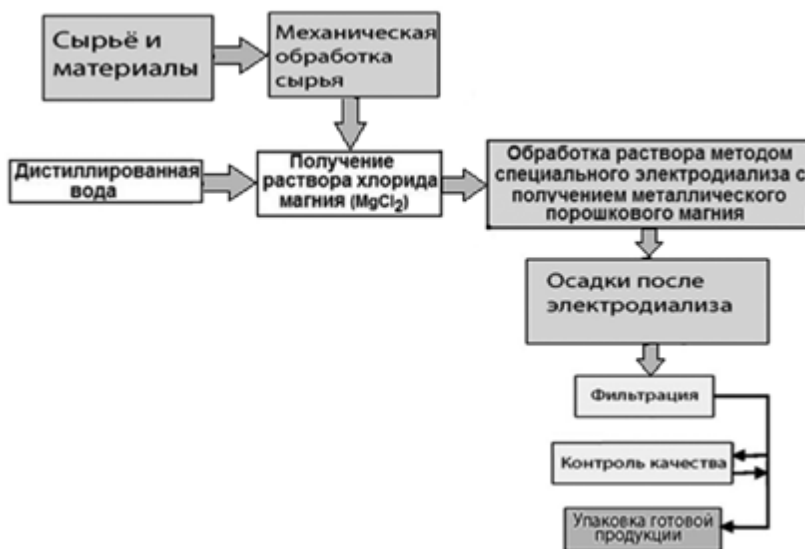 Сырьё и
материалы
Механическая
обработка
сырья
Дистиллированная
вода
Получение
раствора хлорида
магния (MgCl₂)
Обработка раствора методом
специального электродиализа с
получением металлического
порошкового магния
Осадки после
электродиализа
Фильтрация
Контроль качества
Упаковка готовой
продукции